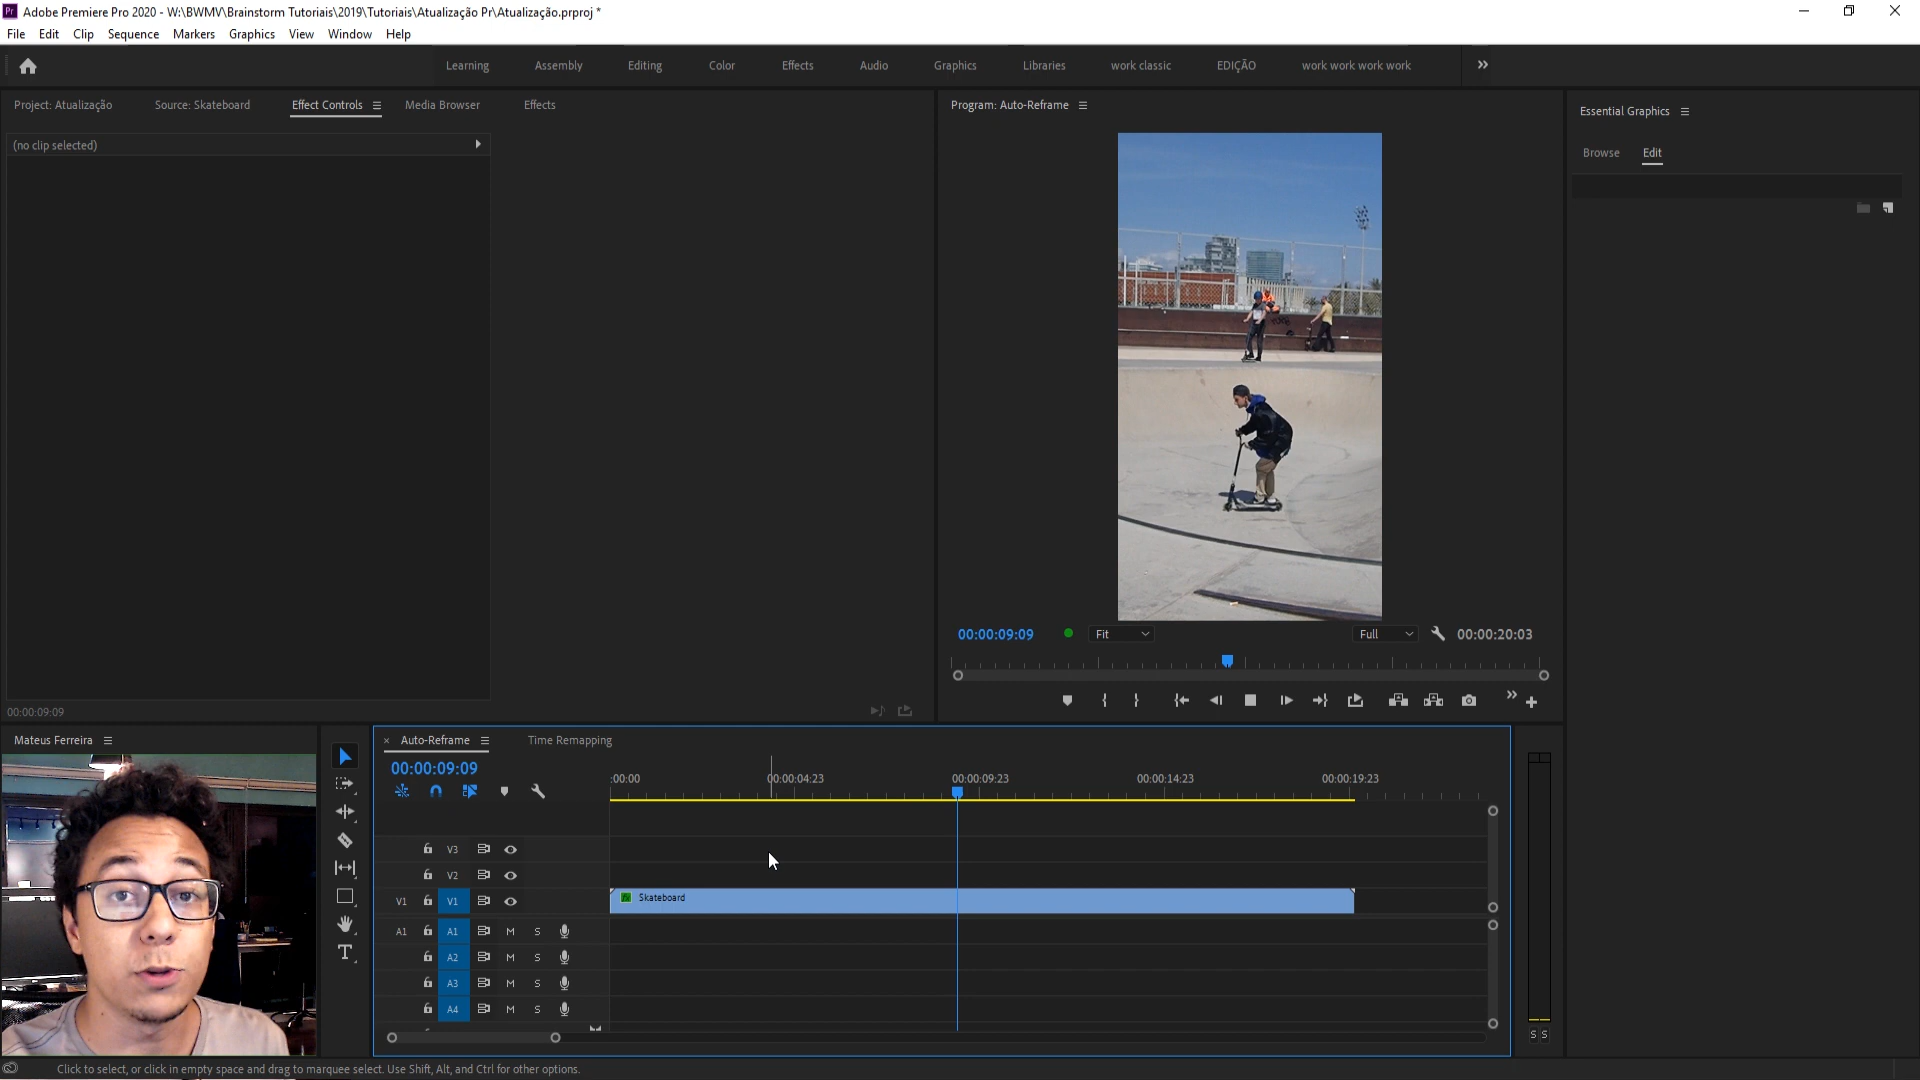 Adobe Premiere Pro 2020 - W:\BWMV\Brainstorm Tutoriais\2019\Tutoriais\Atualização Pr\Atualização.prproj *
File Edit Clip Sequence Markers Graphics View Window Help
Learning Assembly Editing Color Effects Audio Graphics Libraries work classic EDIÇÃO work work work work
Project: Atualização Source: Skateboard Effect Controls Media Browser Effects
Program: Auto-Reframe
Essential Graphics
(no clip selected)
Browse Edit
00:00:09:09 Fit Full 00:00:20:03
00:00:09:09
Mateus Ferreira
Auto-Reframe Time Remapping
00:00:09:09
:00:00 00:00:04:23 00:00:09:23 00:00:14:23 00:00:19:23
V3
V2
V1 V1 Skateboard
A1 A1 M S
A2 M S
A3 M S
A4 M S
S S
Click to select, or click in empty space and drag to marquee select. Use Shift, Alt, and Ctrl for other options.